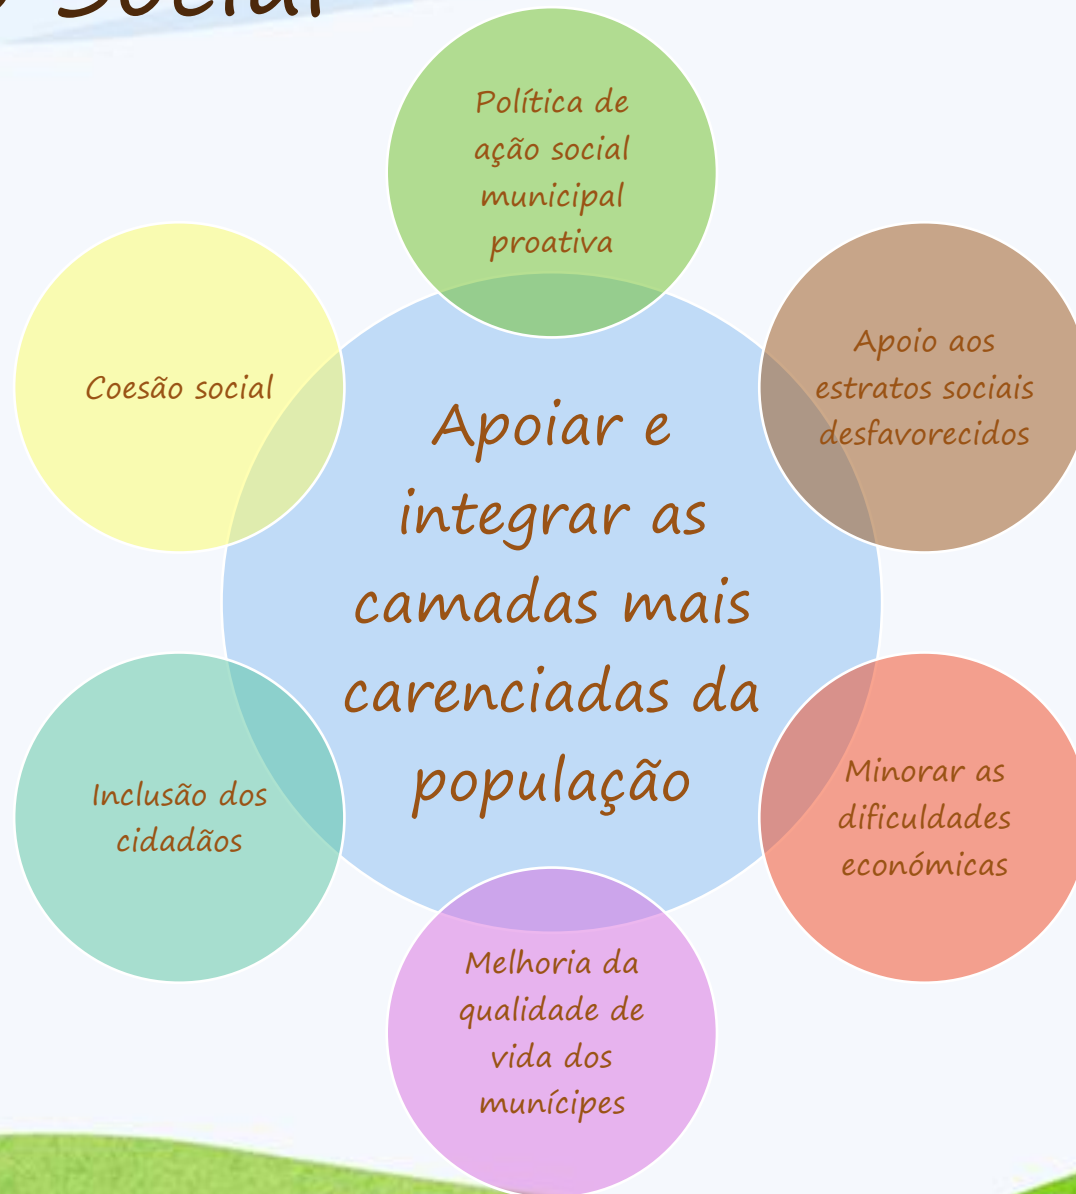 Social
Política de
ação social
municipal
proativa
Apoio aos
estratos sociais
desfavorecidos
Minorar as
dificuldades
económicas
Melhoria da
qualidade de
vida dos
munícipes
Inclusão dos
cidadãos
Coesão social
Apoiar e
integrar as
camadas mais
carenciadas da
população